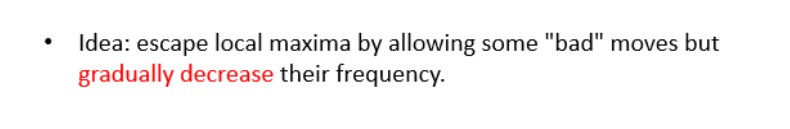 • Idea: escape local maxima by allowing some "bad" moves but
gradually decrease their frequency.